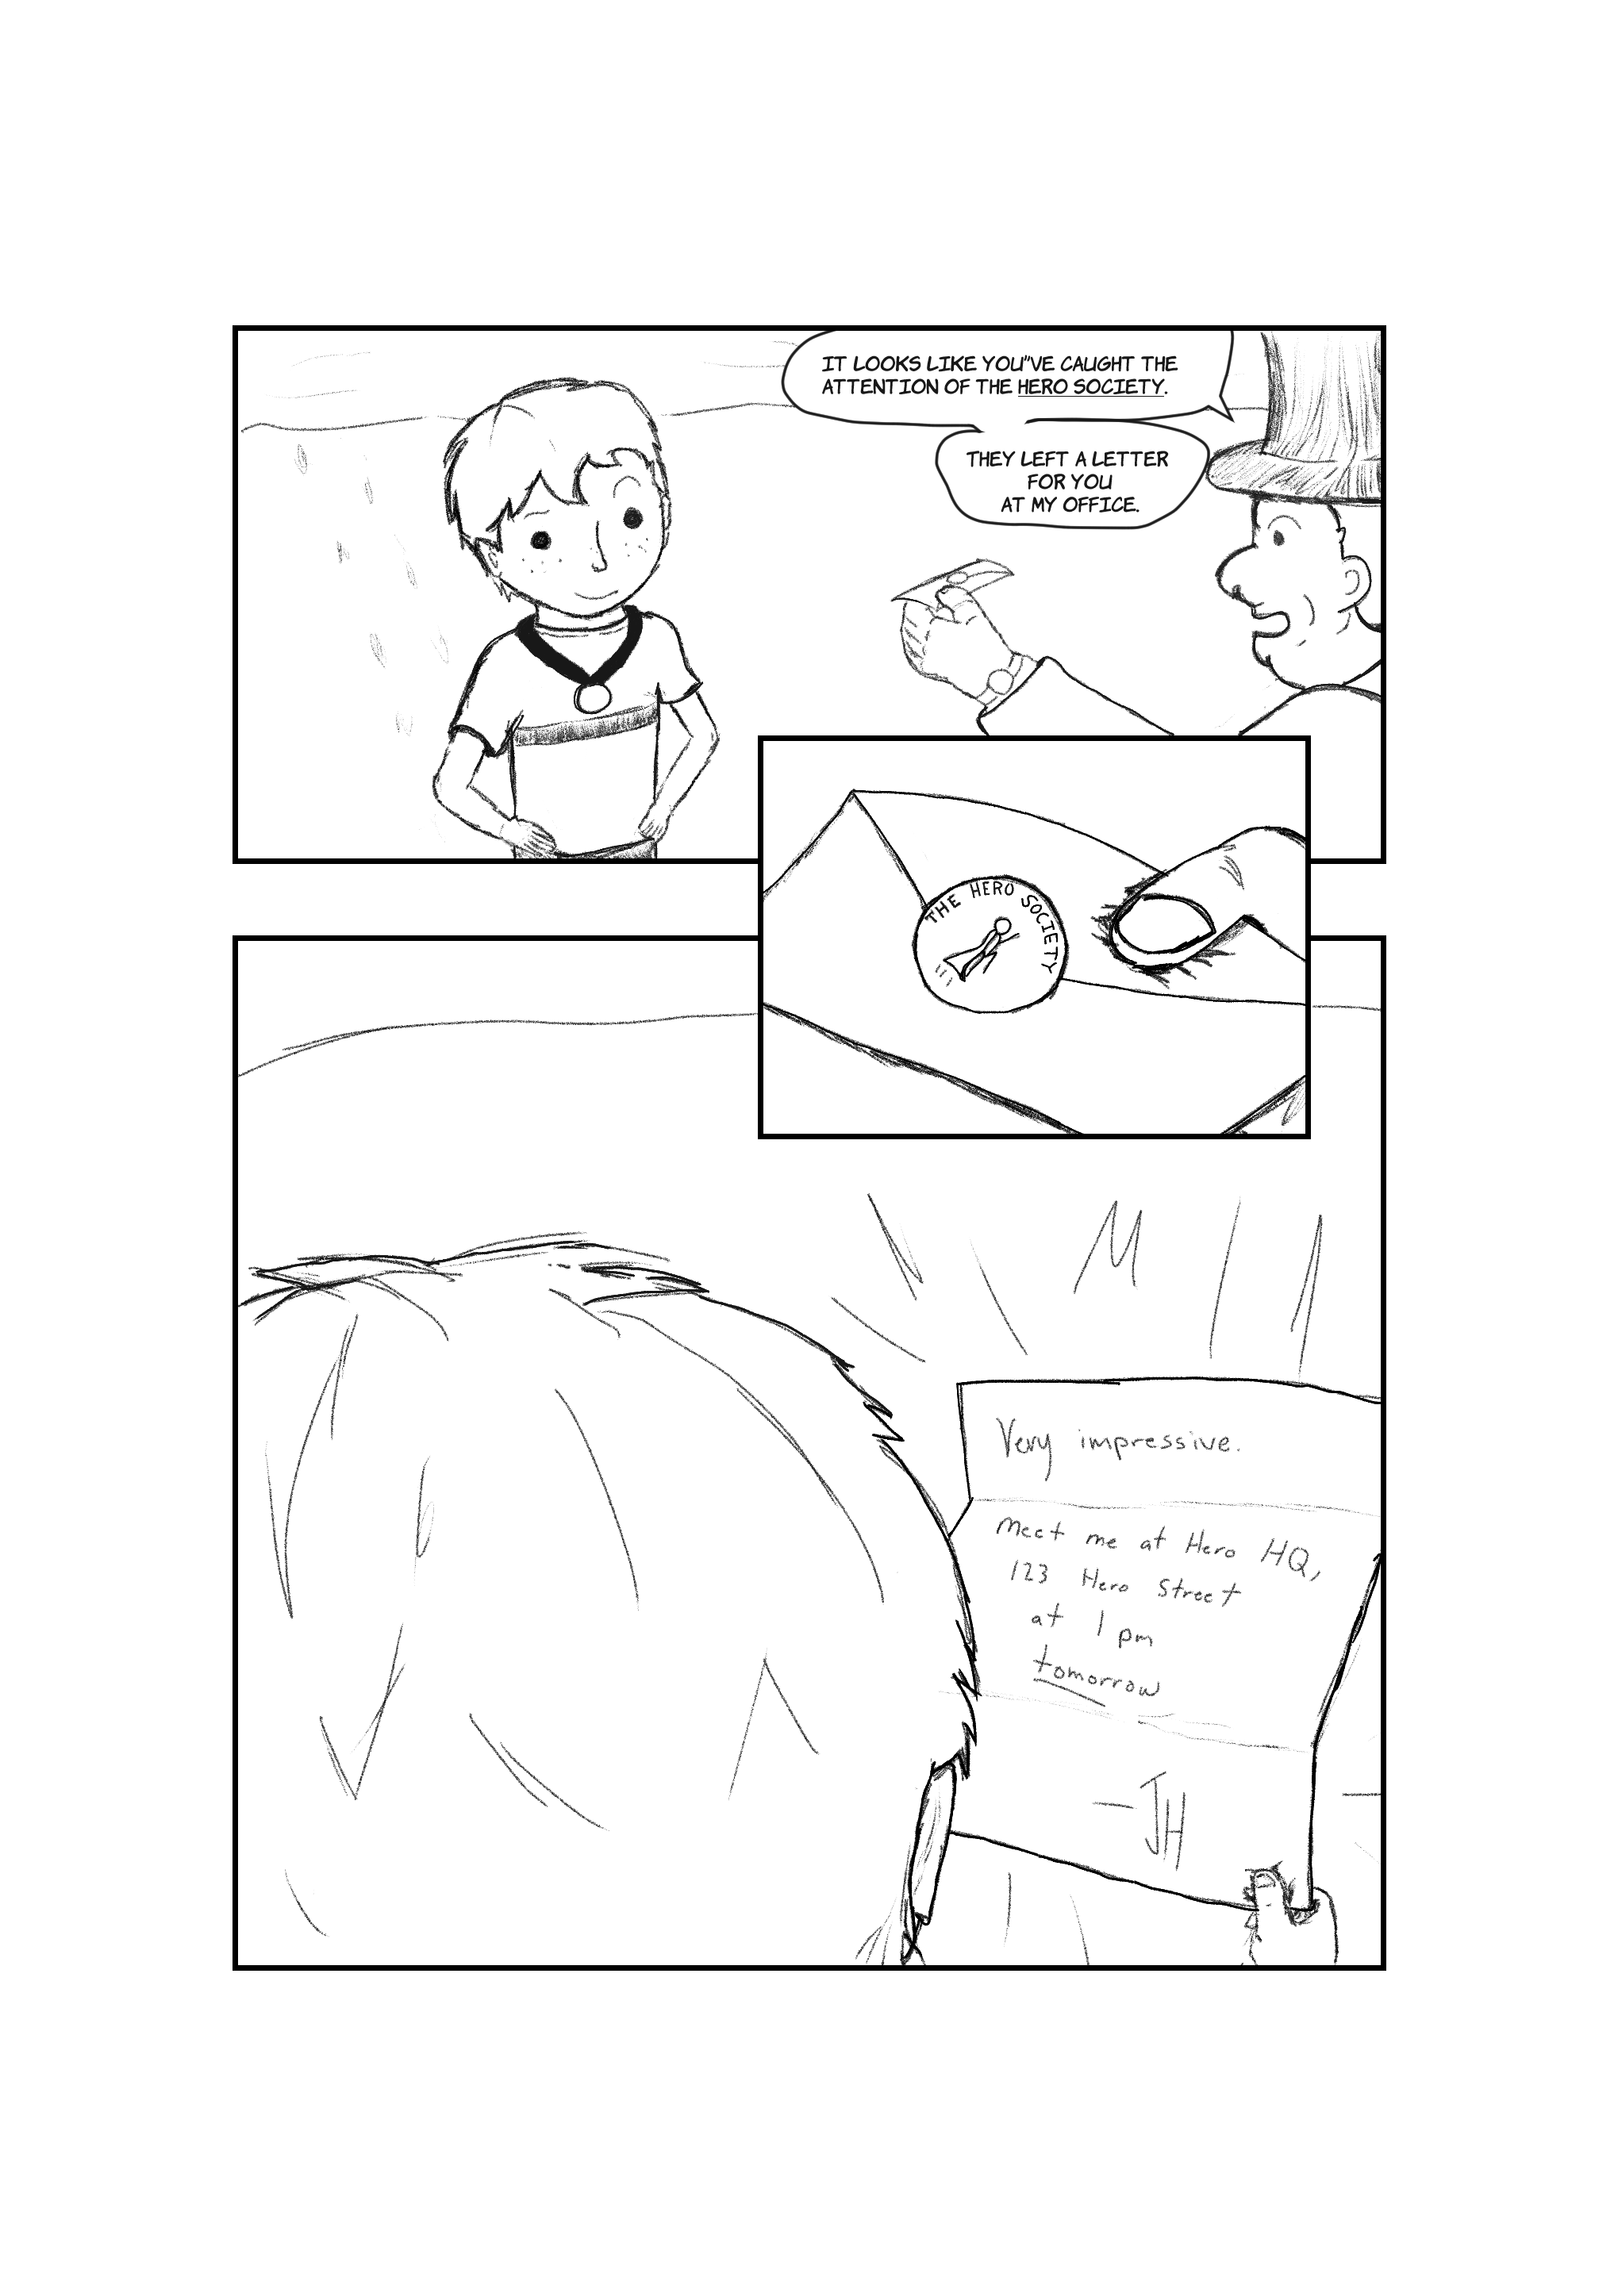 IT LOOKS LIKE YOU"VE CAUGHT THE
ATTENTION OF THE HERO SOCIETY.
THEY LEFT A LETTER
FOR YOU
AT MY OFFICE.
THE HERO SOCIETY
Very impressive.
Meet me at Hero HQ,
123 Hero Street
at 1 pm
tomorrow
—JH